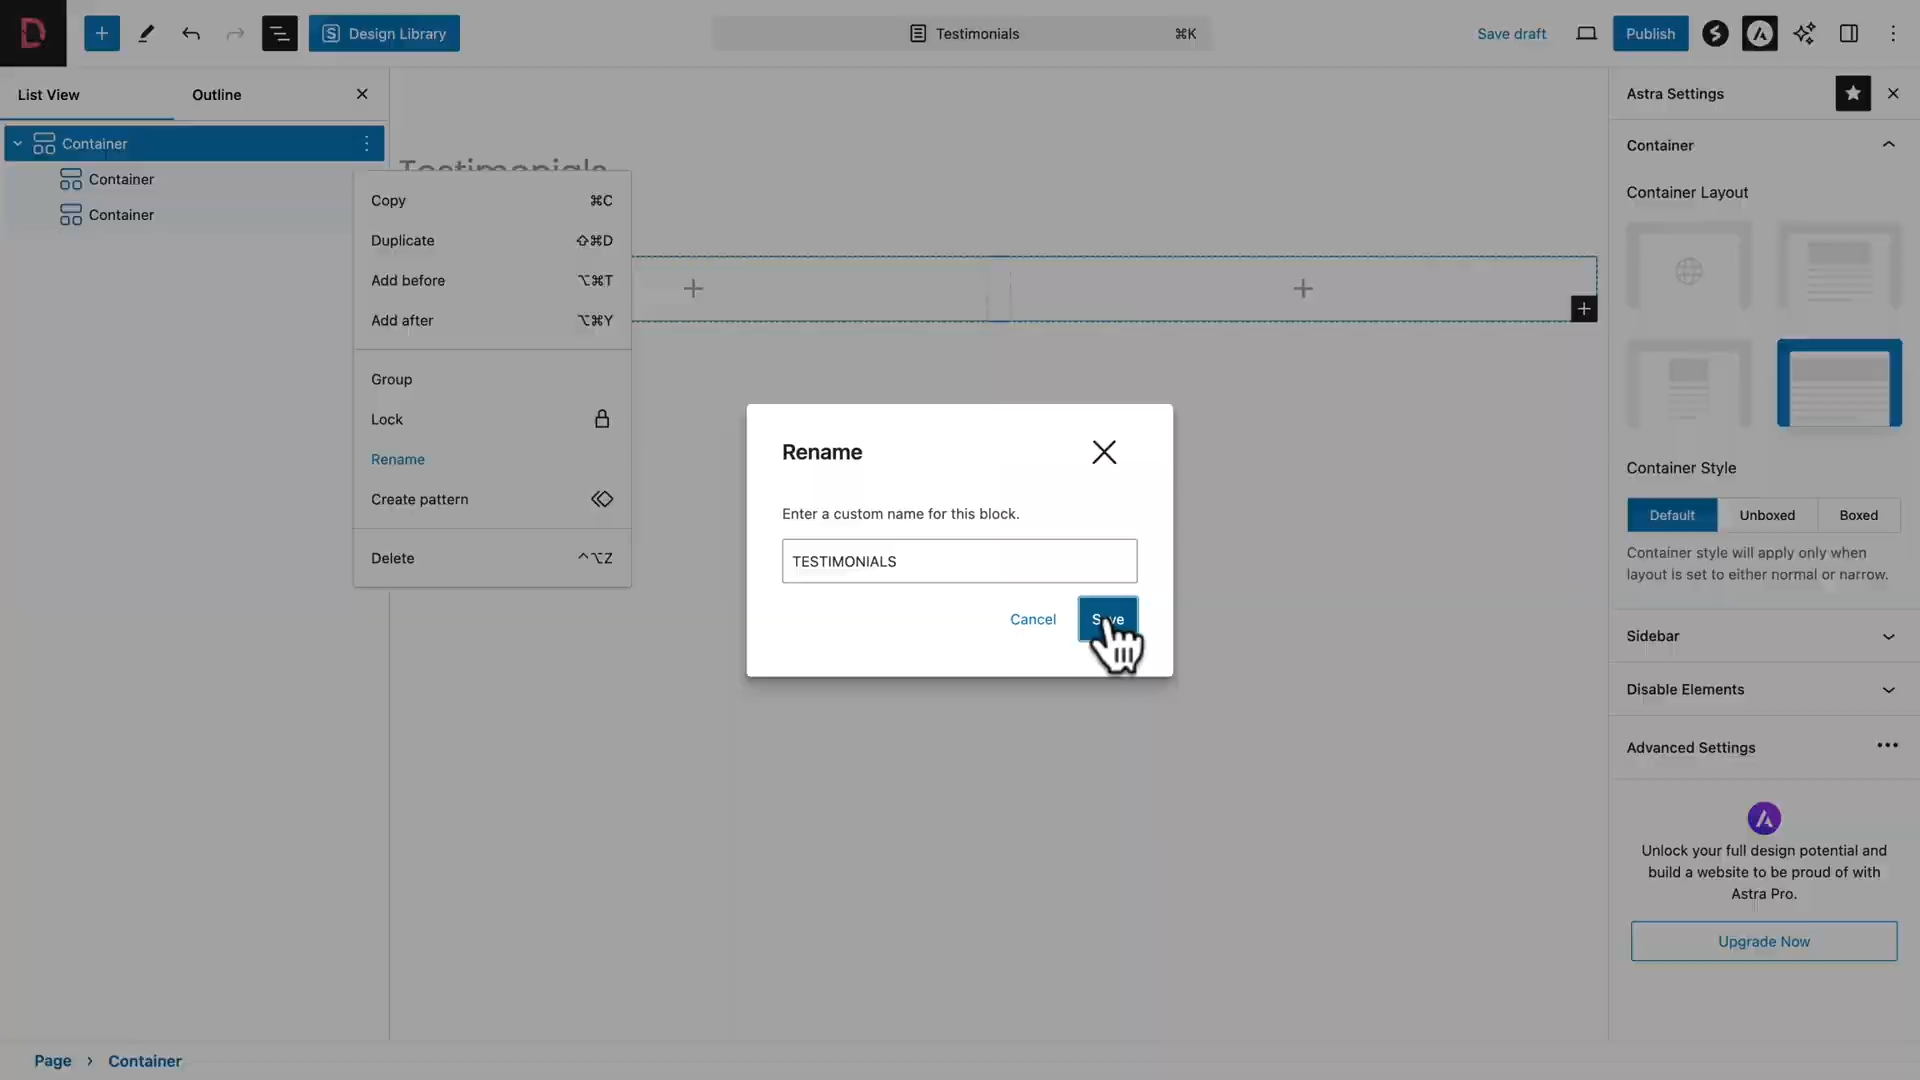 Design Library
Testimonials
⌘K
Save draft
Publish
List View
Outline
Container
Container
Container
Testimonials
Copy ⌘C
Duplicate ⇧⌘D
Add before ⌥⌘T
Add after ⌥⌘Y
Group
Lock
Rename
Create pattern
Delete ^⌥Z
Rename
Enter a custom name for this block.
TESTIMONIALS
Cancel
Save
Astra Settings
Container
Container Layout
Container Style
Default
Unboxed
Boxed
Container style will apply only when
layout is set to either normal or narrow.
Sidebar
Disable Elements
Advanced Settings
Unlock your full design potential and
build a website to be proud of with
Astra Pro.
Upgrade Now
Page › Container